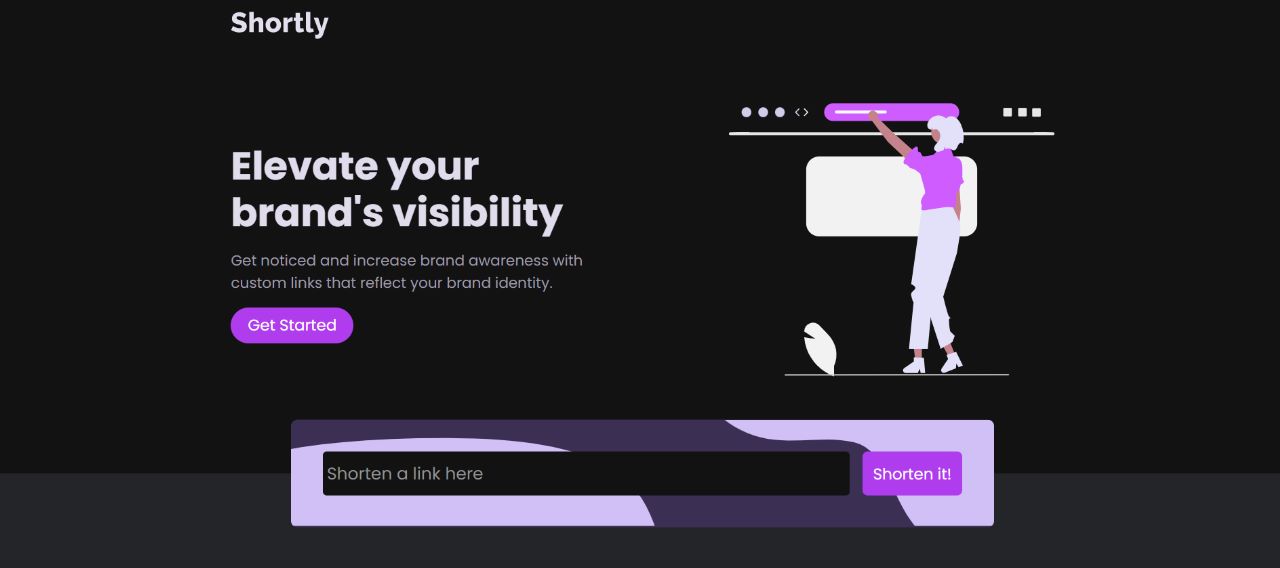 Shortly
Elevate your
brand's visibility
Get noticed and increase brand awareness with
custom links that reflect your brand identity.
Get Started
Shorten a link here
Shorten it!